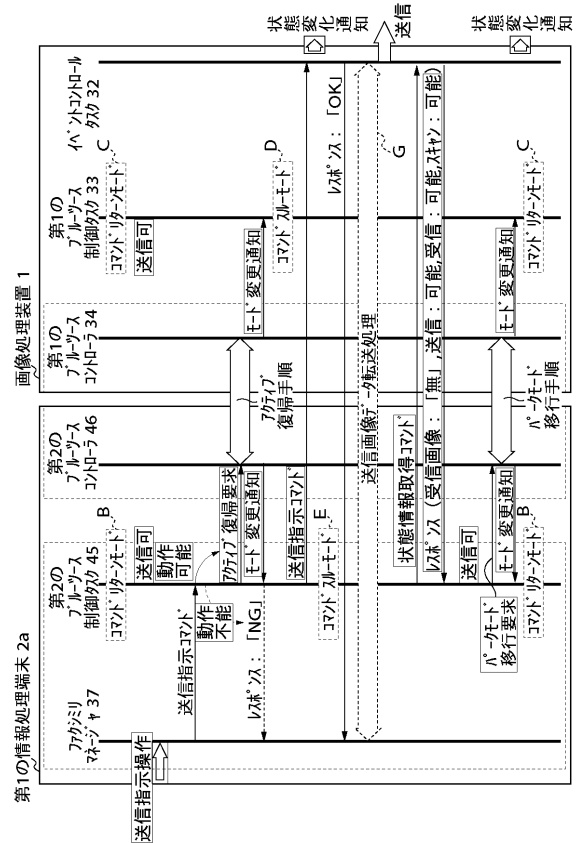 第1の情報処理端末 2a
画像処理装置 1
ファクシミリ
マネージャ 37
第2の
ブルーツース
制御タスク 45
第2の
ブルーツース
コントローラ 46
第1の
ブルーツース
コントローラ 34
第1の
ブルーツース
制御タスク 33
イベントコントロール
タスク 32
コマンドリターンモード
B
コマンドリターンモード
C
送信可
送信可
送信指示操作
送信指示コマンド
動作
可能
動作
不能
レスポンス：「NG」
アクティブ復帰要求
モード変更通知
アクティブ
復帰手順
モード変更通知
コマンドスルーモード
D
送信指示コマンド
状態
変化
通知
コマンドスルーモード
E
レスポンス：「OK」
送信画像データ転送処理
G
送信
状態情報取得コマンド
レスポンス（受信画像：「無」,送信：可能,受信：可能,スキャン：可能）
送信可
パークモード
移行要求
モード変更通知
パークモード
移行手順
モード変更通知
コマンドリターンモード
B
コマンドリターンモード
C
状態
変化
通知